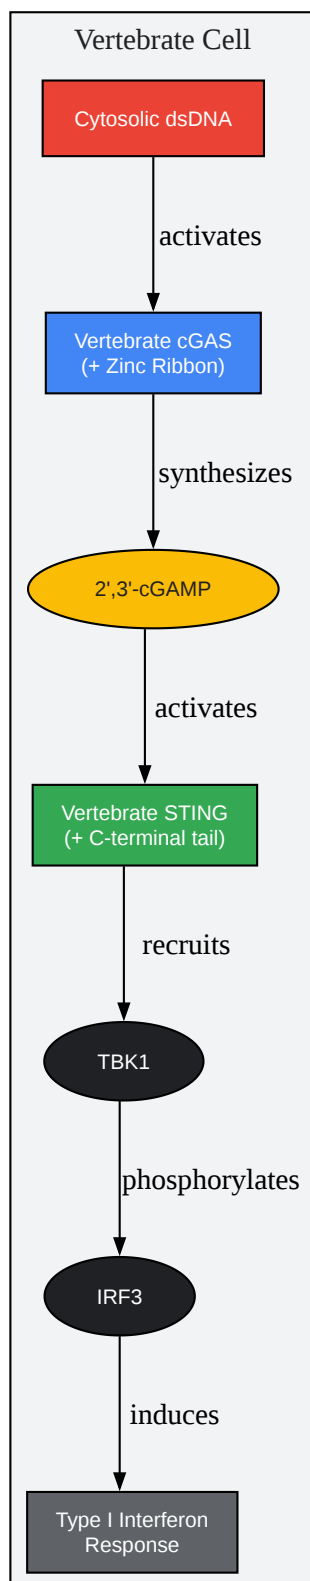 Vertebrate Cell
Cytosolic dsDNA
activates
Vertebrate cGAS
(+ Zinc Ribbon)
synthesizes
2',3'-cGAMP
activates
Vertebrate STING
(+ C-terminal tail)
recruits
TBK1
phosphorylates
IRF3
induces
Type I Interferon
Response